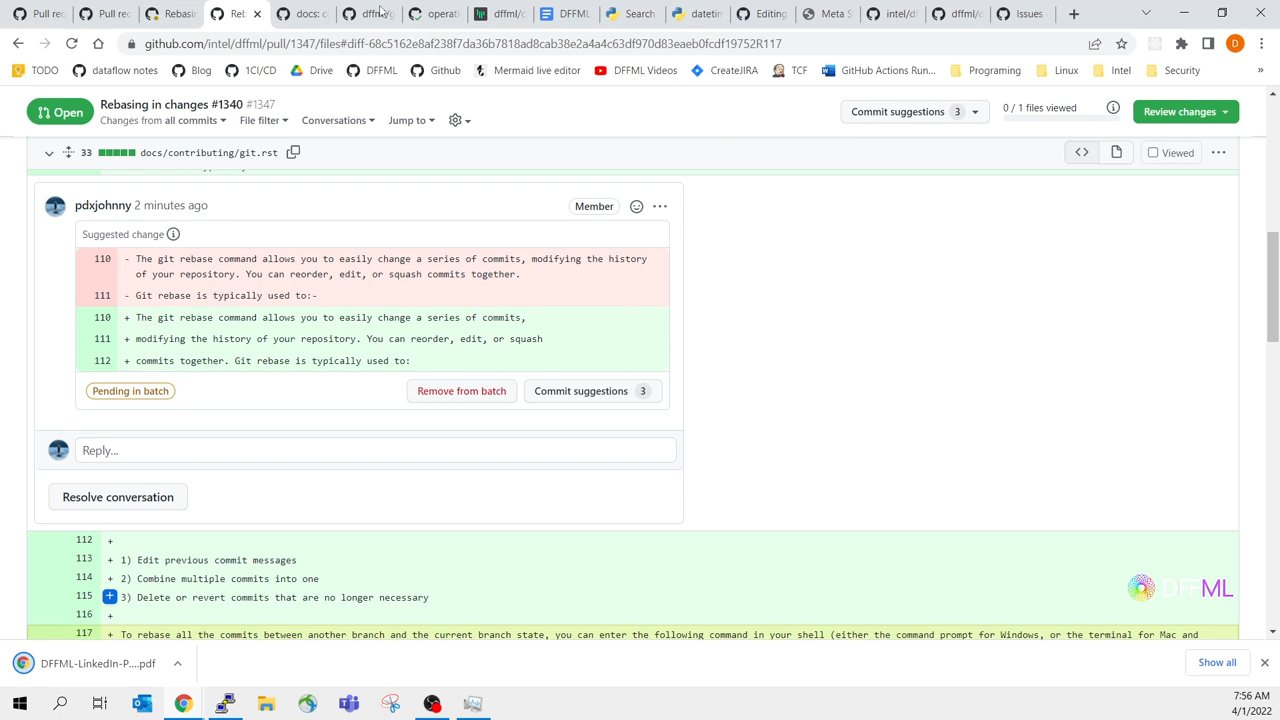 Pull rec
Pull rec
Rebasin
Reb
docs: co
dffml/g
operati
dffml/c
DFFML
Search
datetim
Editing
Meta S
intel/df
dffml/d
Issues
github.com/intel/dffml/pull/1347/files#diff-68c5162e8af238f7da36b7818ad8cab38e2a4a4c63df970d83eaeb0fcdf19752R117
D
TODO
dataflow notes
Blog
1CI/CD
Drive
DFFML
Github
Mermaid live editor
DFFML Videos
CreateJIRA
TCF
GitHub Actions Run...
Programing
Linux
Intel
Security
»
Open
Rebasing in changes #1340 #1347
Changes from all commits
File filter
Conversations
Jump to
Commit suggestions 3
0 / 1 files viewed
Review changes
33 docs/contributing/git.rst
Viewed
pdxjohnny 2 minutes ago
Member
Suggested change
110 - The git rebase command allows you to easily change a series of commits, modifying the history
of your repository. You can reorder, edit, or squash commits together.
111 - Git rebase is typically used to:-
110 + The git rebase command allows you to easily change a series of commits,
111 + modifying the history of your repository. You can reorder, edit, or squash
112 + commits together. Git rebase is typically used to:
Pending in batch
Remove from batch
Commit suggestions 3
Reply...
Resolve conversation
112 +
113 + 1) Edit previous commit messages
114 + 2) Combine multiple commits into one
115 + 3) Delete or revert commits that are no longer necessary
116 +
117 + To rebase all the commits between another branch and the current branch state, you can enter the following command in your shell (either the command prompt for Windows, or the terminal for Mac and
DFFML
DFFML-LinkedIn-P....pdf
Show all
7:56 AM
4/1/2022